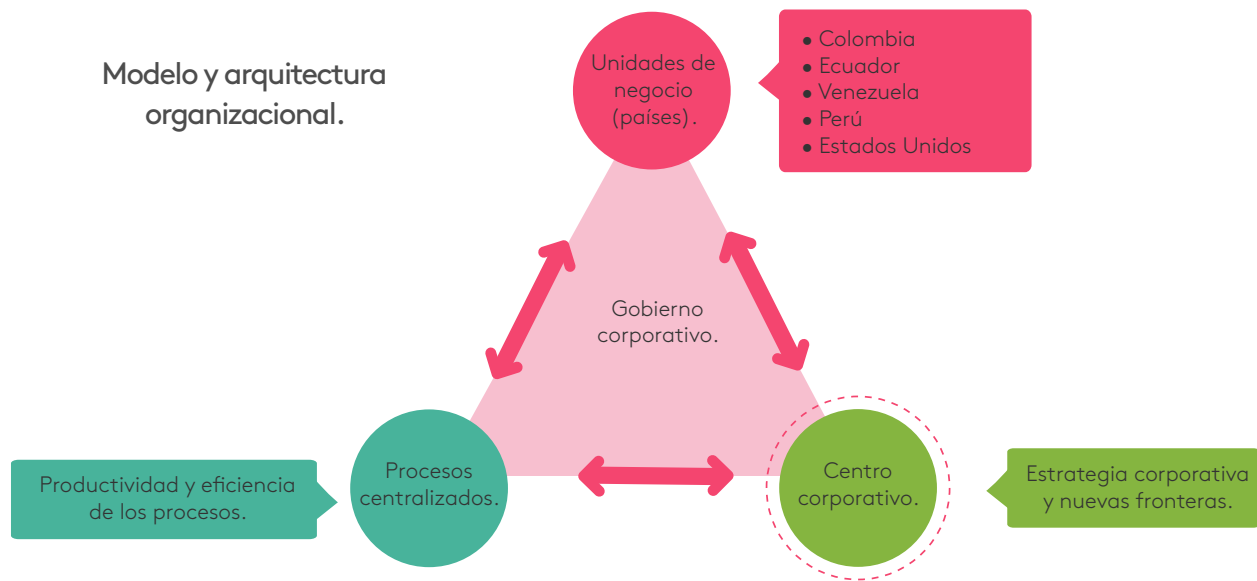 Modelo y arquitectura
organizacional.
Unidades de
negocio
(países).
● Colombia
● Ecuador
● Venezuela
● Perú
● Estados Unidos
Gobierno
corporativo.
Productividad y eficiencia
de los procesos.
Procesos
centralizados.
Centro
corporativo.
Estrategia corporativa
y nuevas fronteras.